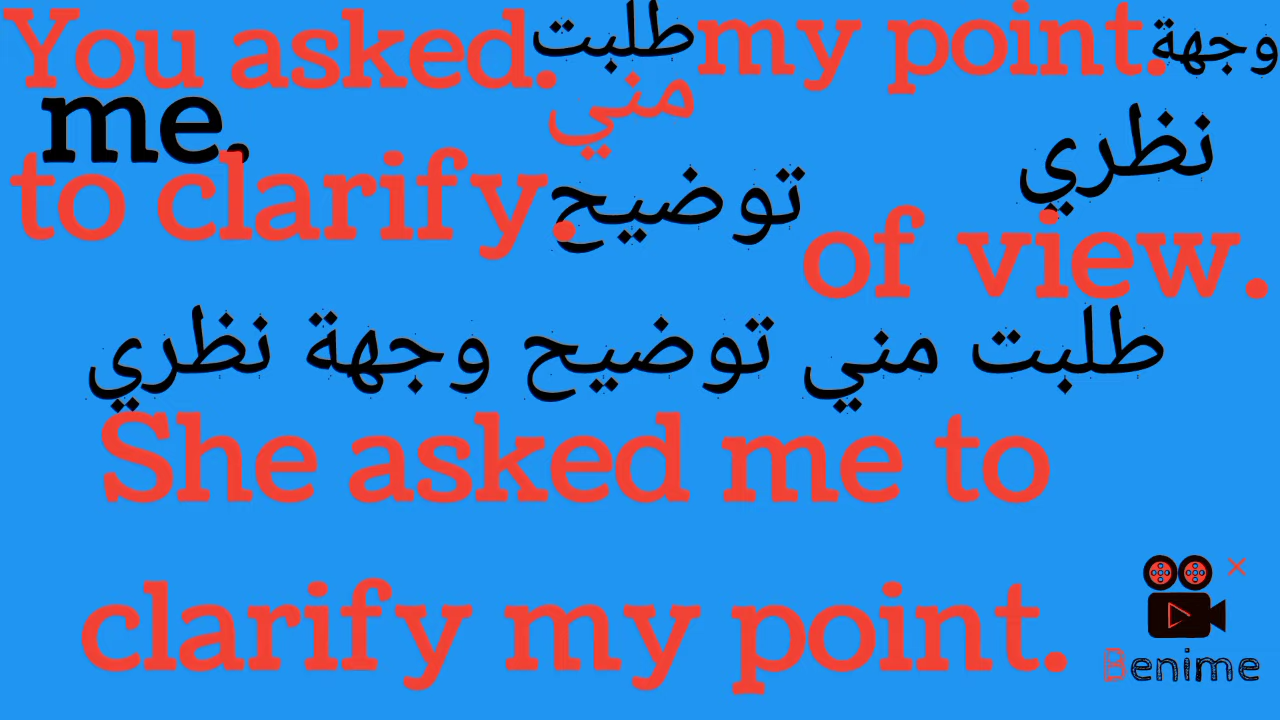 You asked. طلبت my point. وجهة
me, مني نظري
to clarify. توضيح
of view.
طلبت مني توضيح وجهة نظري
She asked me to
clarify my point.
Benime